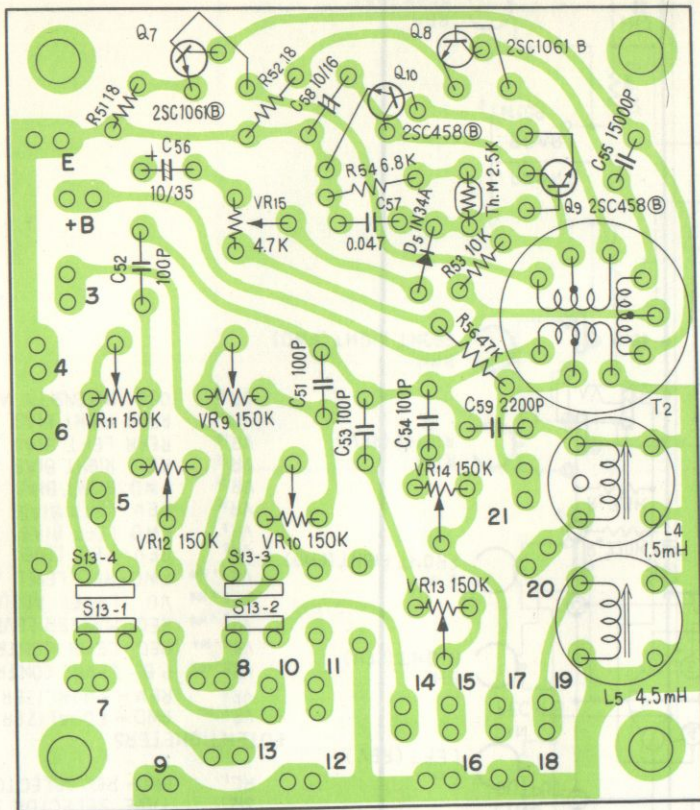 Q7
Q8
2SC1061 B
R51 18
R52 18
C58 10/16
Q10
2SC1061Ⓑ
2SC458Ⓑ
C55 15000P
E
C56
10/35
R54 6.8K
Th.M 2.5K
Q9 2SC458Ⓑ
+B
VR15
4.7K
C57
0.047
D5 IN34A
R53 10K
C52
100P
3
R56 47K
4
6
VR11 150K
VR9 150K
C51 100P
C53 100P
C54 100P
C59 2200P
T2
5
VR12 150K
VR10 150K
VR14 150K
21
L4
1.5mH
S13-4
S13-3
20
S13-1
S13-2
VR13 150K
7
8
10
11
14
15
17
19
L5 4.5mH
9
13
12
16
18